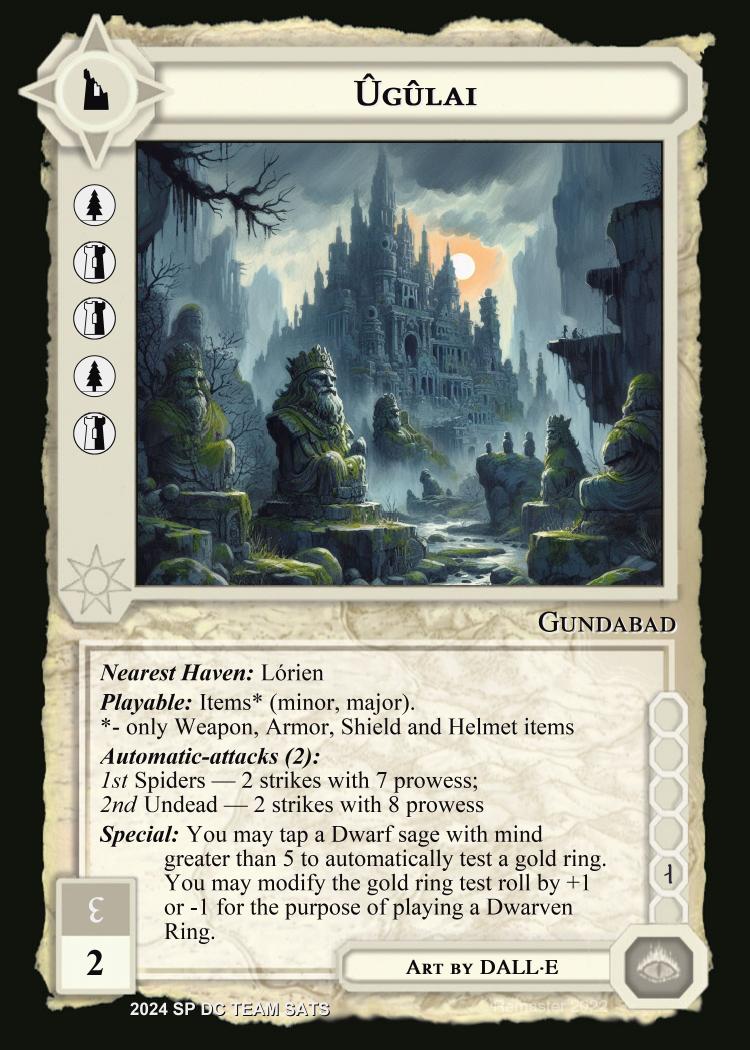 Ûgûlai
Gundabad
Nearest Haven: Lórien
Playable: Items* (minor, major).
*- only Weapon, Armor, Shield and Helmet items
Automatic-attacks (2):
1st Spiders — 2 strikes with 7 prowess;
2nd Undead — 2 strikes with 8 prowess
Special: You may tap a Dwarf sage with mind
greater than 5 to automatically test a gold ring.
You may modify the gold ring test roll by +1
or -1 for the purpose of playing a Dwarven
Ring.
2
Art by DALL·E
2024 SP DC TEAM SATS
Remaster 2022